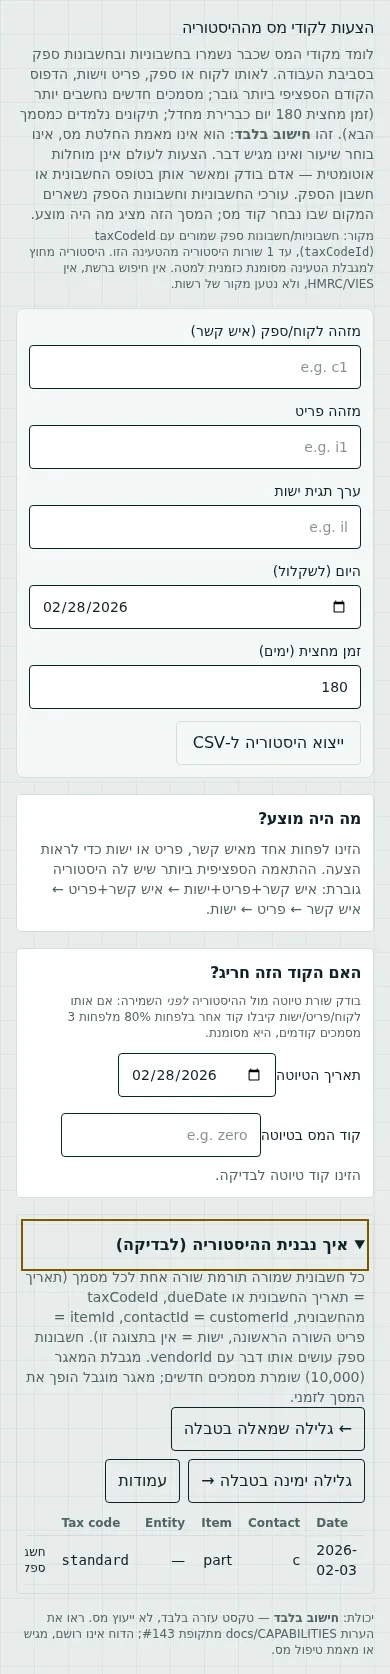 הצעות לקודי מס מההיסטוריה
לומד מקודי המס שכבר נשמרו בחשבוניות ובחשבונות ספק
בסביבת העבודה. לאותו לקוח או ספק, פריט וישות, הדפוס
הקודם הספציפי ביותר גובר; מסמכים חדשים נחשבים יותר
(זמן מחצית 180 יום כברירת מחדל; תיקונים נלמדים כמסמך
הבא). זהו חישוב בלבד: הוא אינו מאמת החלטת מס, אינו
בוחר שיעור ואינו מגיש דבר. הצעות לעולם אינן מוחלות
אוטומטית — אדם בודק ומאשר אותן בטופס החשבונית או
חשבון הספק. עורכי החשבוניות וחשבונות הספק נשארים
המקום שבו נבחר קוד מס; המסך הזה מציג מה היה מוצע.
מקור: חשבוניות/חשבונות ספק שמורים עם taxCodeId
(taxCodeId), עד 1 שורות היסטוריה מהטעינה הזו. היסטוריה מחוץ
למגבלת הטעינה מסומנת כזמנית למטה. אין חיפוש ברשת, אין
HMRC/VIES, ולא נטען מקור של רשות.
מזהה לקוח/ספק (איש קשר)
e.g. c1
מזהה פריט
e.g. i1
ערך תגית ישות
e.g. il
היום (לשקלול)
02/28/2026
זמן מחצית (ימים)
180
ייצוא היסטוריה ל-CSV
מה היה מוצע?
הזינו לפחות אחד מאיש קשר, פריט או ישות כדי לראות
הצעה. ההתאמה הספציפית ביותר שיש לה היסטוריה
גוברת: איש קשר+פריט+ישות ← איש קשר+פריט ←
איש קשר ← פריט ← ישות.
האם הקוד הזה חריג?
בודק שורת טיוטה מול ההיסטוריה לפני השמירה: אם אותו
לקוח/פריט/ישות קיבלו קוד אחר בלפחות 80% מלפחות 3
מסמכים קודמים, היא מסומנת.
תאריך הטיוטה 02/28/2026
קוד המס בטיוטה e.g. zero
הזינו קוד טיוטה לבדיקה.
▼ איך נבנית ההיסטוריה (לבדיקה)
כל חשבונית שמורה תורמת שורה אחת לכל מסמך (תאריך
= תאריך החשבונית או dueDate, taxCodeId
מהחשבונית, contactId = customerId, itemId =
פריט השורה הראשונה, ישות = אין בתצוגה זו). חשבונות
ספק עושים אותו דבר עם vendorId. מגבלת המאגר
(10,000) שומרת מסמכים חדשים; מאגר מוגבל הופך את
המסך לזמני.
← גלילה שמאלה בטבלה
גלילה ימינה בטבלה → עמודות
Date Contact Item Entity Tax code
2026-02-03 c part — standard
יכולת: חישוב בלבד — טקסט עזרה בלבד, לא ייעוץ מס. ראו את
הערות docs/CAPABILITIES מתקופת #143; הדוח אינו רושם, מגיש
או מאמת טיפול מס.